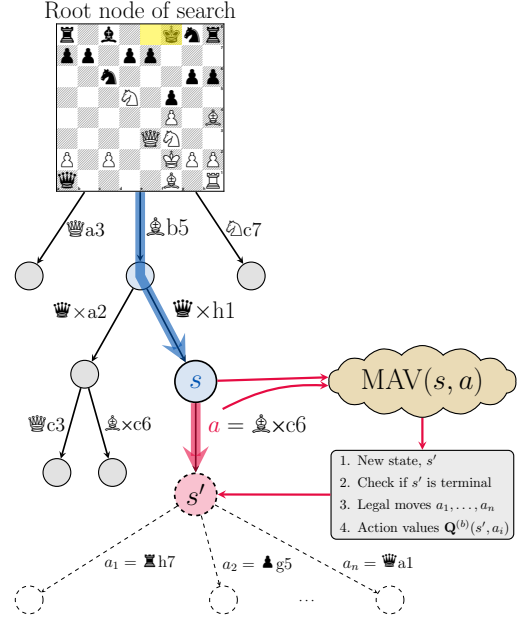 Root node of search
♕a3
♗b5
♘c7
♛×a2
♛×h1
s
MAV(s, a)
♕c3
♗×c6
a = ♗×c6
1. New state, s′
2. Check if s′ is terminal
3. Legal moves a₁, . . . , aₙ
4. Action values Q⁽ᵇ⁾(s′, aᵢ)
s′
a₁ = ♜h7
a₂ = ♟g5
aₙ = ♛a1
...